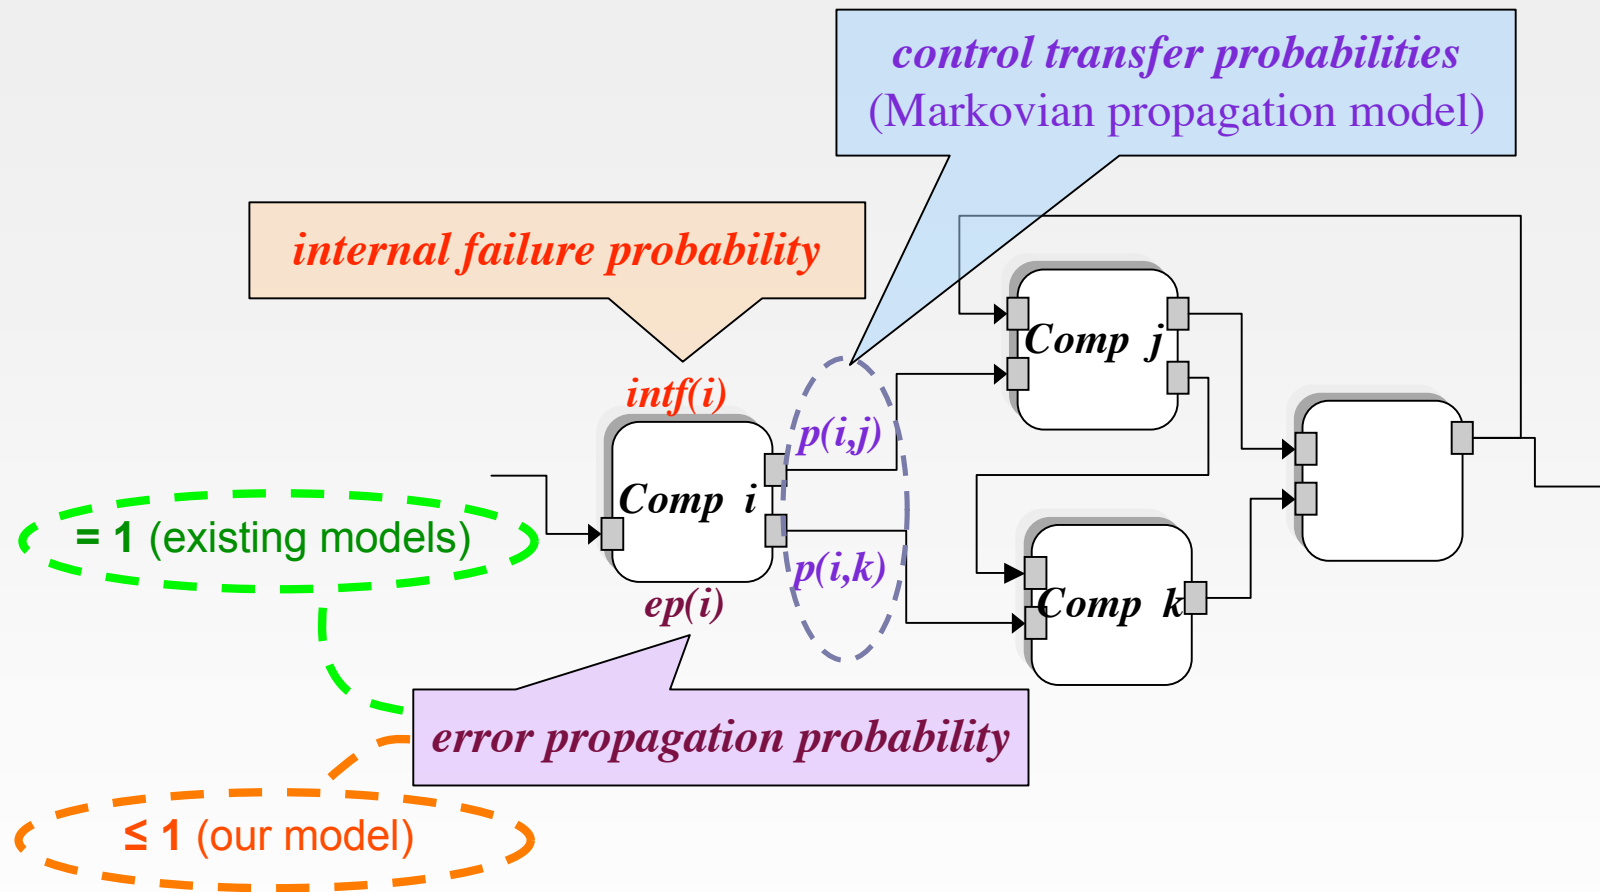 control transfer probabilities
(Markovian propagation model)
internal failure probability
intf(i)
Comp j
p(i,j)
Comp i
= 1 (existing models)
p(i,k)
ep(i)
Comp k
error propagation probability
≤ 1 (our model)